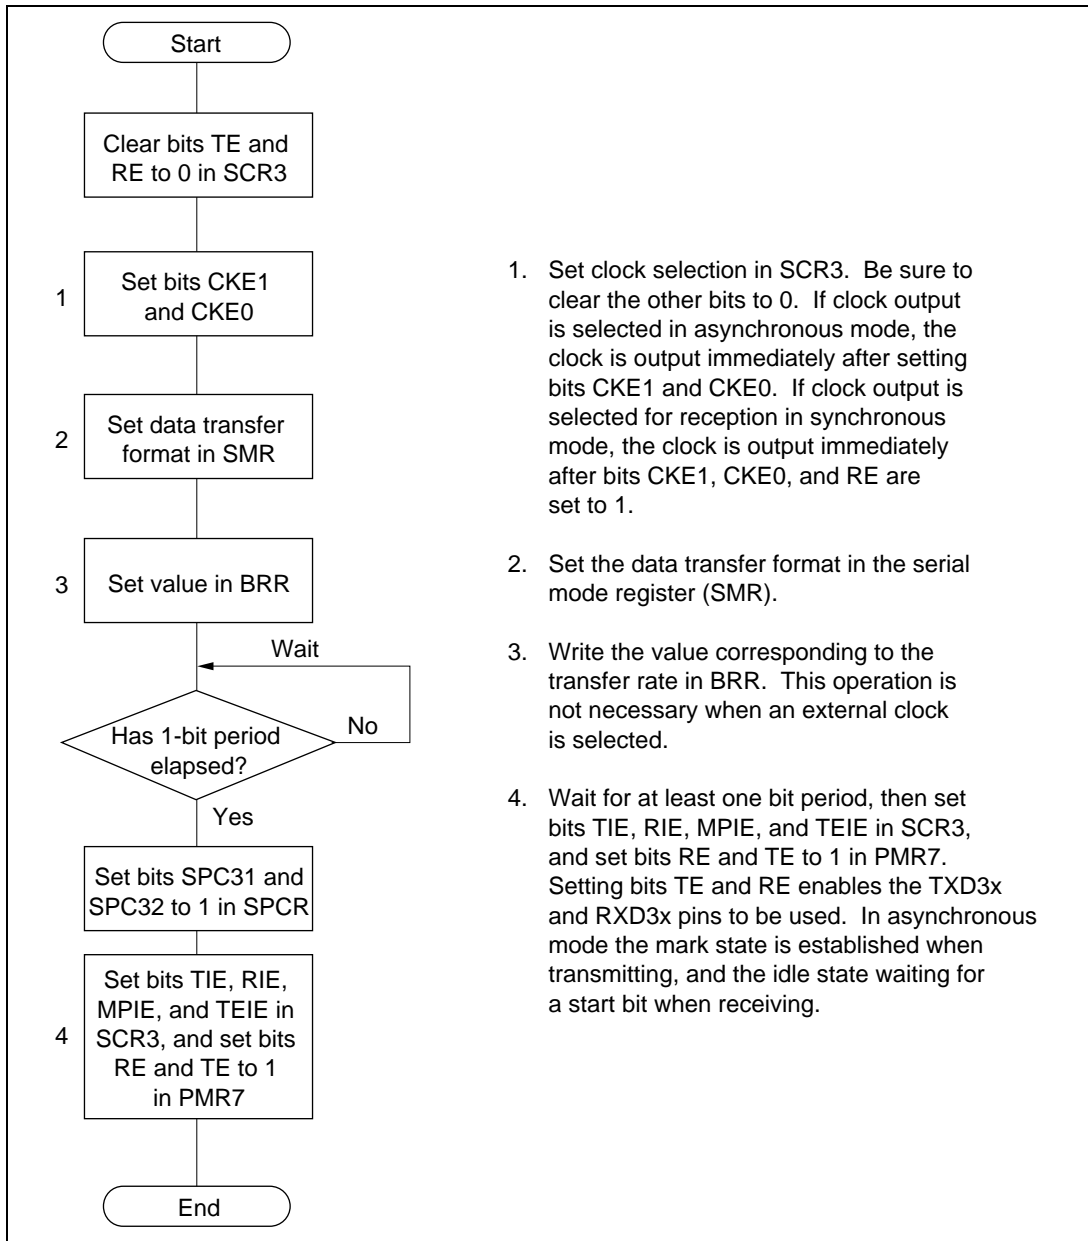 Start
Clear bits TE and
RE to 0 in SCR3
1
Set bits CKE1
and CKE0
2
Set data transfer
format in SMR
3
Set value in BRR
Wait
Has 1-bit period
elapsed?
No
Yes
Set bits SPC31 and
SPC32 to 1 in SPCR
4
Set bits TIE, RIE,
MPIE, and TEIE in
SCR3, and set bits
RE and TE to 1
in PMR7
End
1. Set clock selection in SCR3. Be sure to
clear the other bits to 0. If clock output
is selected in asynchronous mode, the
clock is output immediately after setting
bits CKE1 and CKE0. If clock output is
selected for reception in synchronous
mode, the clock is output immediately
after bits CKE1, CKE0, and RE are
set to 1.
2. Set the data transfer format in the serial
mode register (SMR).
3. Write the value corresponding to the
transfer rate in BRR. This operation is
not necessary when an external clock
is selected.
4. Wait for at least one bit period, then set
bits TIE, RIE, MPIE, and TEIE in SCR3,
and set bits RE and TE to 1 in PMR7.
Setting bits TE and RE enables the TXD3x
and RXD3x pins to be used. In asynchronous
mode the mark state is established when
transmitting, and the idle state waiting for
a start bit when receiving.